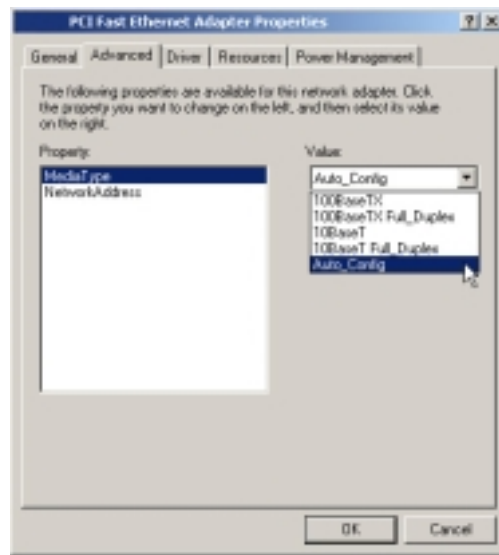 PCI Fast Ethernet Adapter Properties
General Advanced Driver Resources Power Management
The following properties are available for this network adapter. Click
the property you want to change on the left, and then select its value
on the right.
Property: Value:
MediaType Auto_Config
NetworkAddress 100BaseTX
100BaseTX Full_Duplex
10BaseT
10BaseT Full_Duplex
Auto_Config
OK Cancel